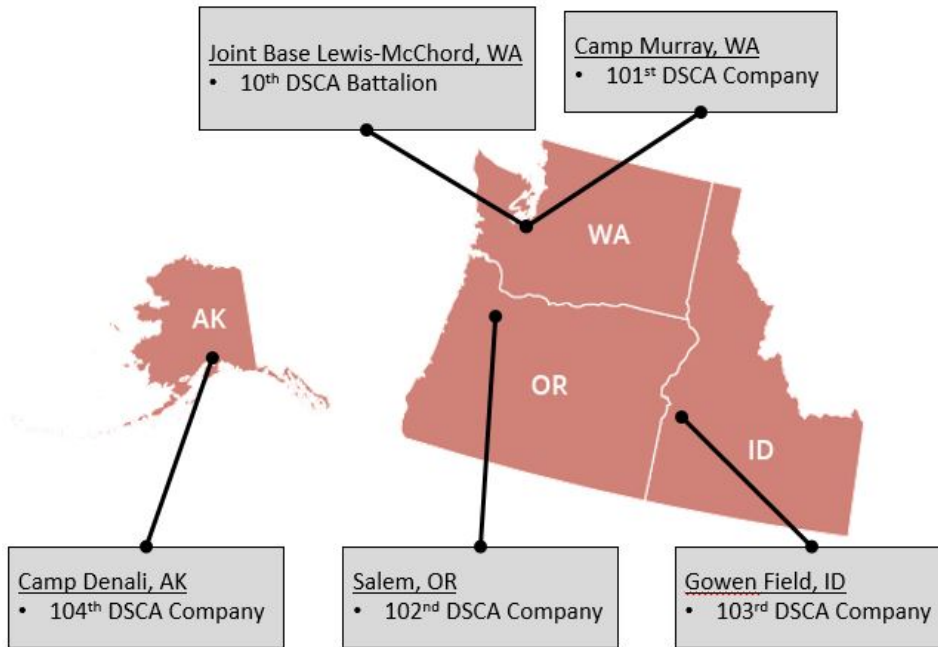 Joint Base Lewis-McChord, WA
• 10th DSCA Battalion
Camp Murray, WA
• 101st DSCA Company
WA
AK
OR
ID
Camp Denali, AK
• 104th DSCA Company
Salem, OR
• 102nd DSCA Company
Gowen Field, ID
• 103rd DSCA Company